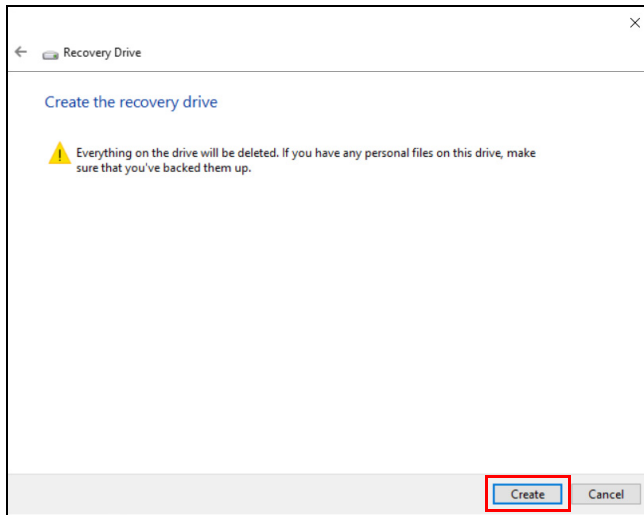 Recovery Drive
Create the recovery drive
Everything on the drive will be deleted. If you have any personal files on this drive, make
sure that you've backed them up.
Create Cancel